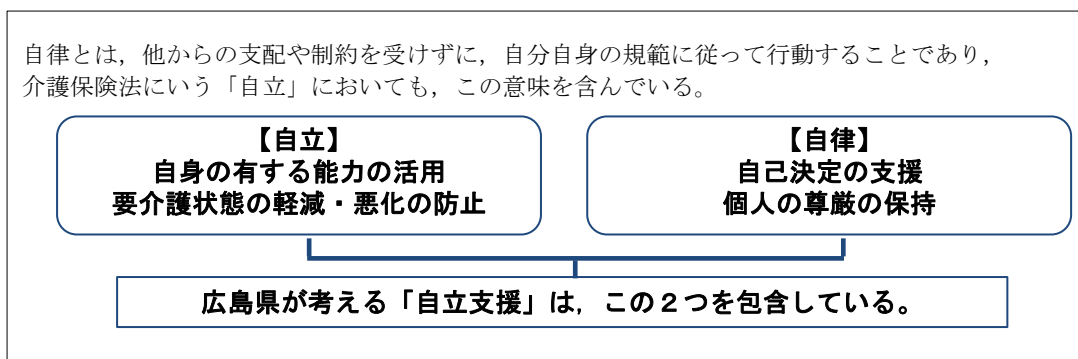 自律とは，他からの支配や制約を受けずに，自分自身の規範に従って行動することであり，
介護保険法にいう「自立」においても，この意味を含んでいる。
【自立】
自身の有する能力の活用
要介護状態の軽減・悪化の防止
【自律】
自己決定の支援
個人の尊厳の保持
広島県が考える「自立支援」は，この２つを包含している。